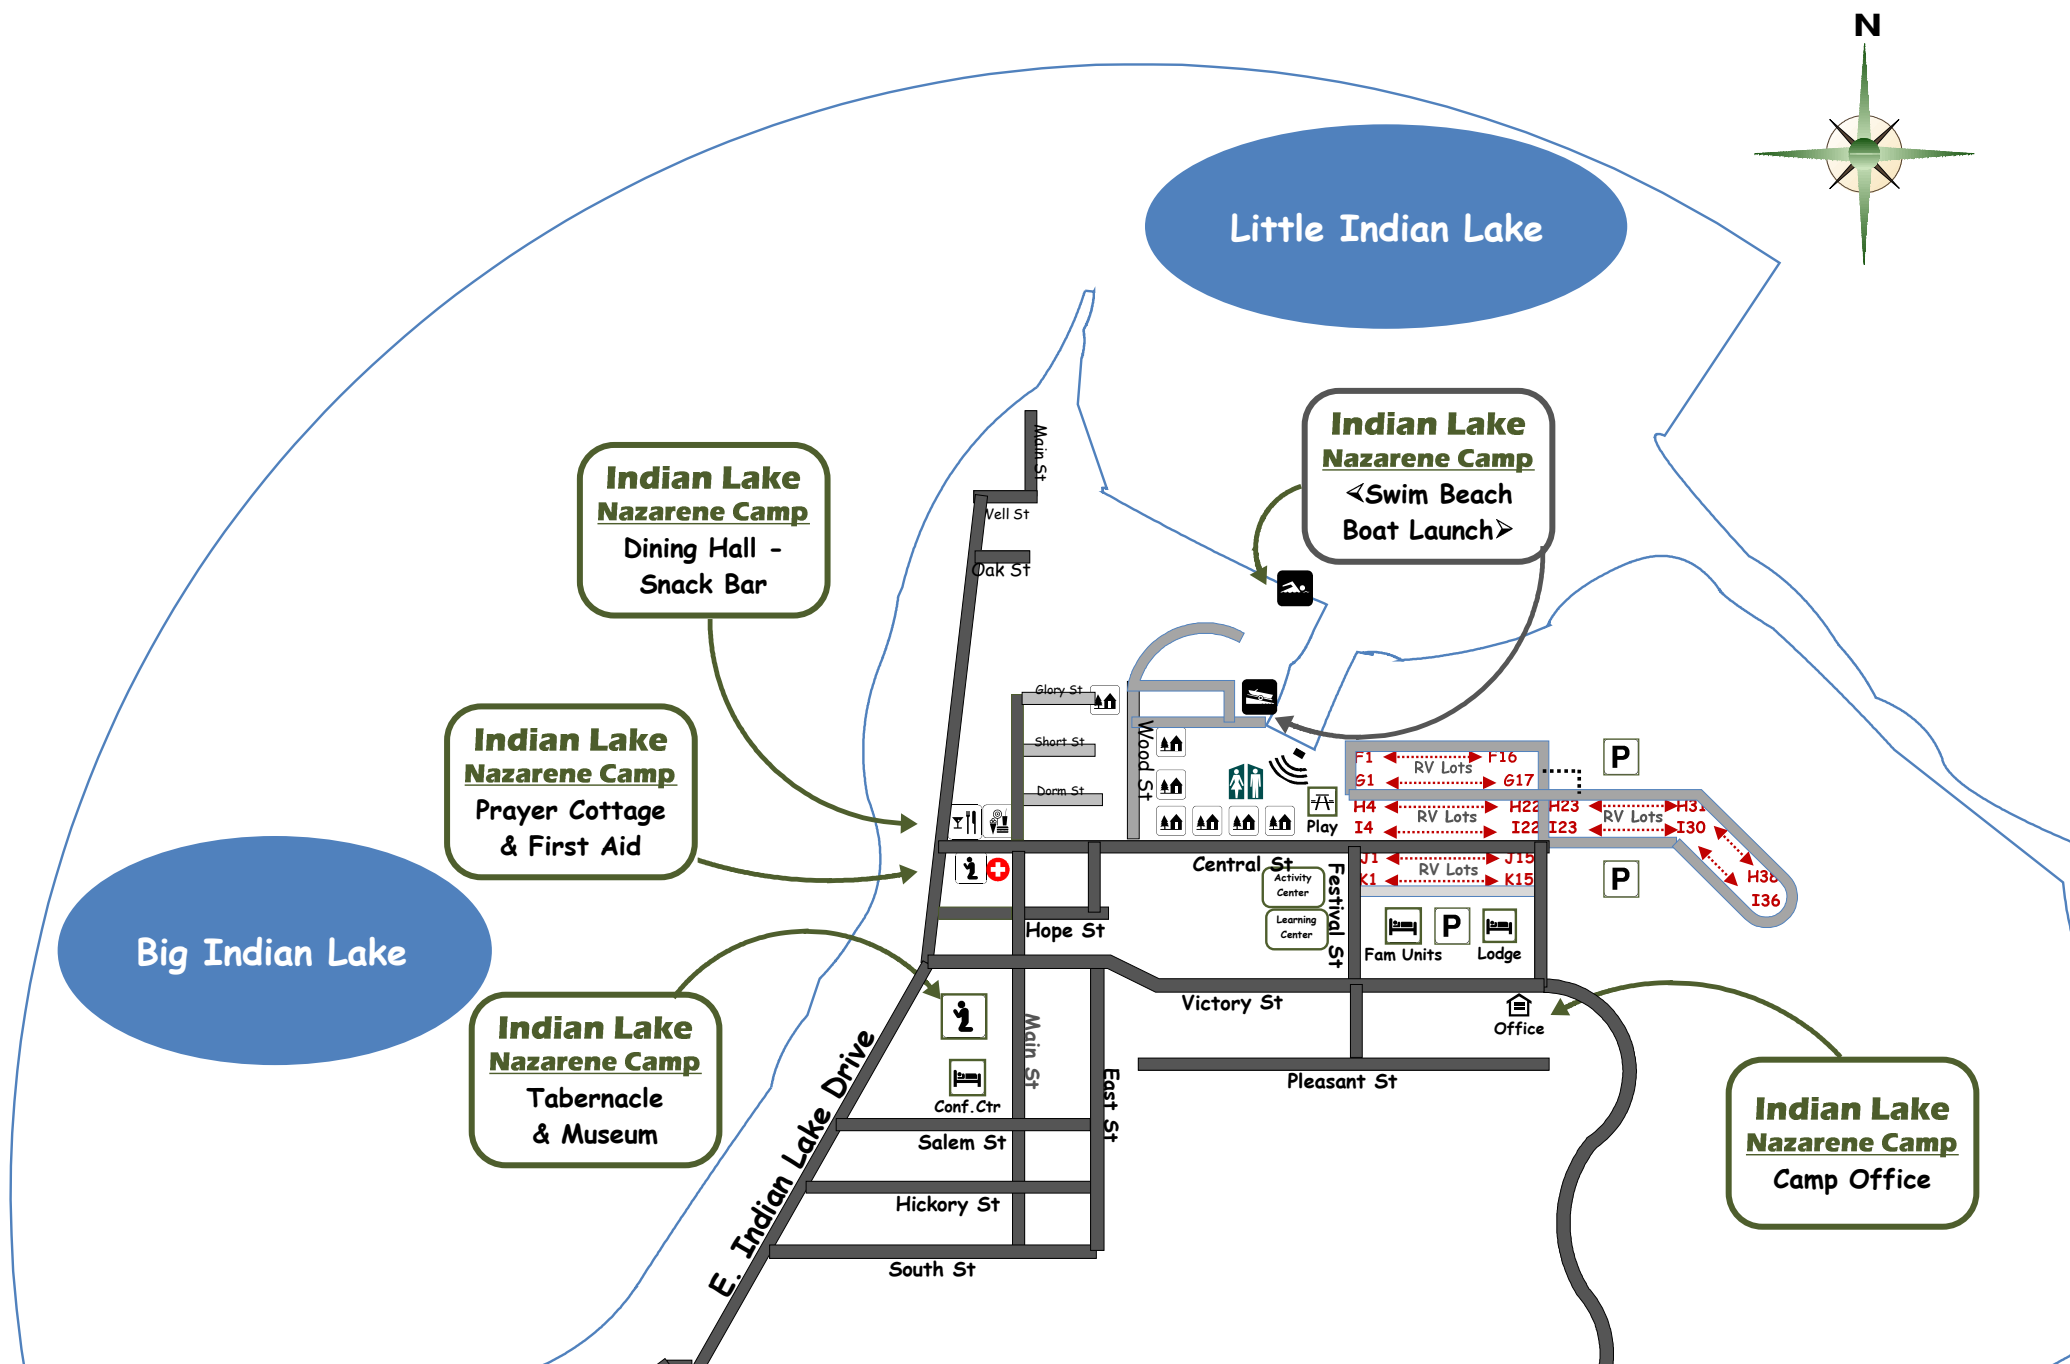 N
Little Indian Lake
Indian Lake
Nazarene Camp
Swim Beach
Boat Launch
Indian Lake
Nazarene Camp
Dining Hall -
Snack Bar
Main St
Well St
Oak St
Glory St
Short St
Dorm St
Wood St
Indian Lake
Nazarene Camp
Prayer Cottage
& First Aid
F1 F16
RV Lots
G1 G17
H4 H22 H23 H31
RV Lots RV Lots
I4 I22 I23 I30
P
Play
Central St
J1 J15
RV Lots
K1 K15
H38
I36
P
Activity
Center
Learning
Center
Festival St
P
Fam Units
Lodge
Hope St
Big Indian Lake
Indian Lake
Nazarene Camp
Tabernacle
& Museum
Victory St
Office
Main St
Conf.Ctr
East St
Pleasant St
Salem St
Hickory St
South St
E. Indian Lake Drive
Indian Lake
Nazarene Camp
Camp Office